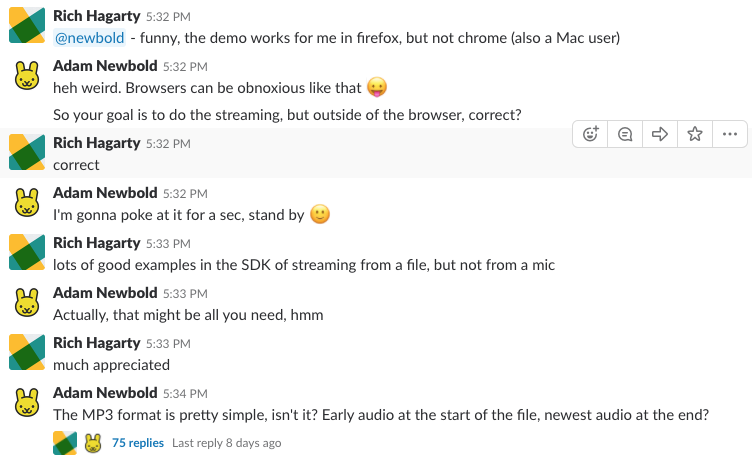 Rich Hagarty 5:32 PM
@newbold - funny, the demo works for me in firefox, but not chrome (also a Mac user)
Adam Newbold 5:32 PM
heh weird. Browsers can be obnoxious like that 😛
So your goal is to do the streaming, but outside of the browser, correct?
Rich Hagarty 5:32 PM
correct
Adam Newbold 5:32 PM
I'm gonna poke at it for a sec, stand by 🙂
Rich Hagarty 5:33 PM
lots of good examples in the SDK of streaming from a file, but not from a mic
Adam Newbold 5:33 PM
Actually, that might be all you need, hmm
Rich Hagarty 5:33 PM
much appreciated
Adam Newbold 5:34 PM
The MP3 format is pretty simple, isn't it? Early audio at the start of the file, newest audio at the end?
75 replies Last reply 8 days ago